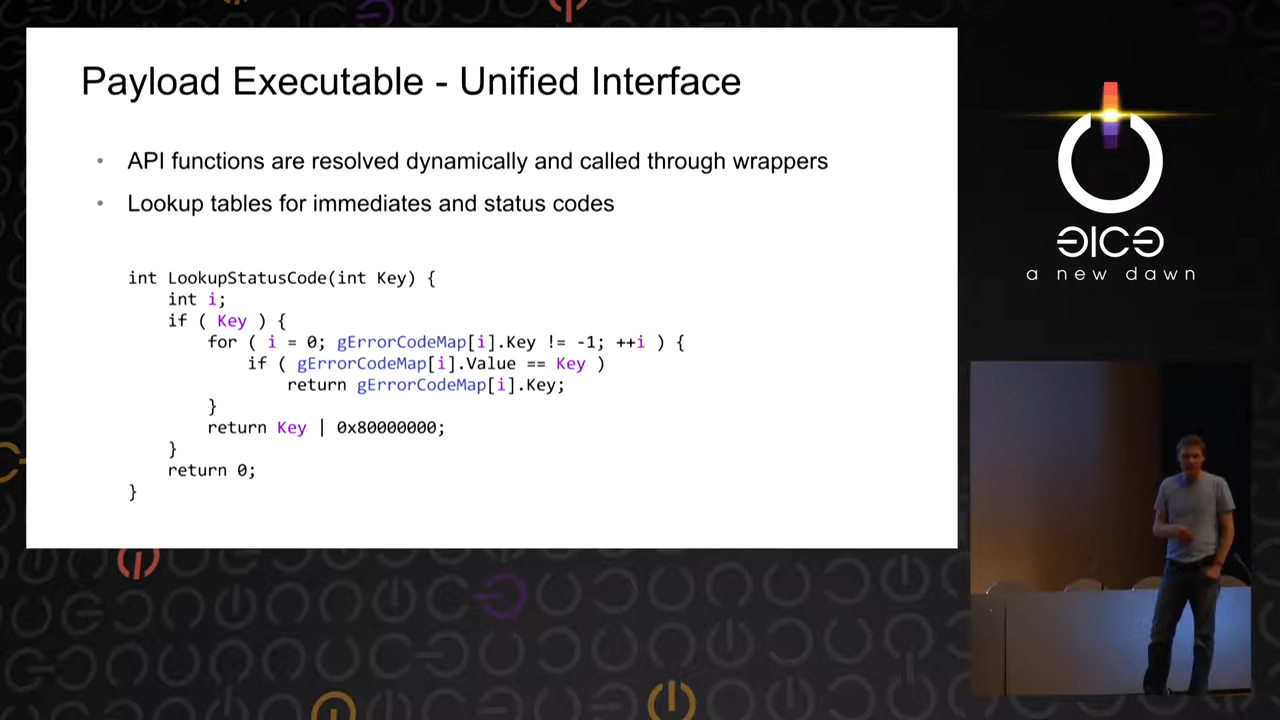 Payload Executable - Unified Interface
• API functions are resolved dynamically and called through wrappers
• Lookup tables for immediates and status codes
int LookupStatusCode(int Key) {
    int i;
    if ( Key ) {
        for ( i = 0; gErrorCodeMap[i].Key != -1; ++i ) {
            if ( gErrorCodeMap[i].Value == Key )
                return gErrorCodeMap[i].Key;
        }
        return Key | 0x80000000;
    }
    return 0;
}
ƎICƎ
a new dawn